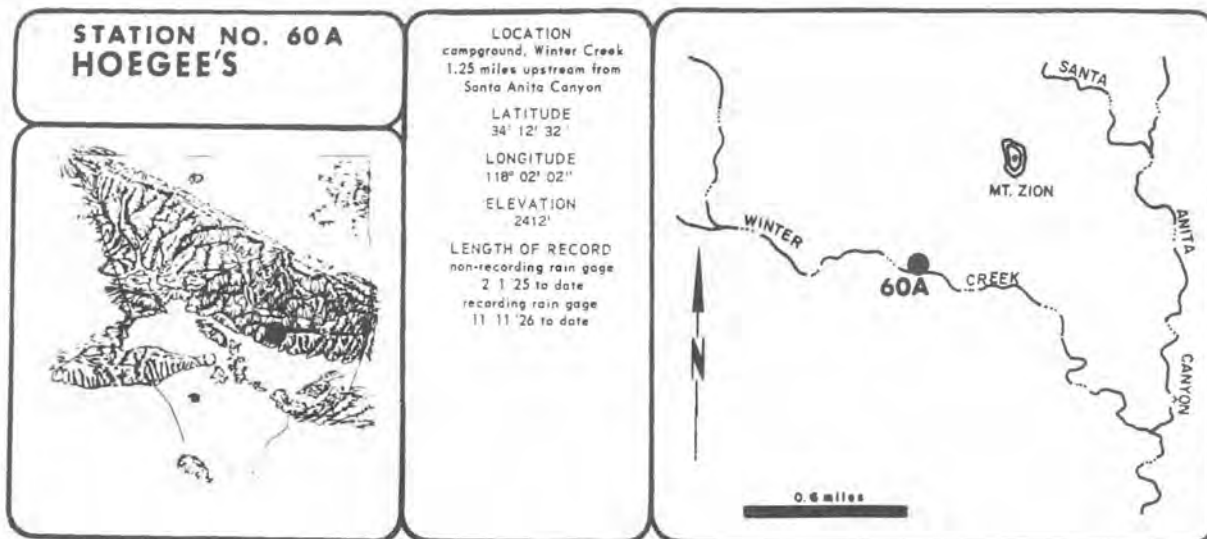 STATION NO. 60A
HOEGEE'S
LOCATION
campground, Winter Creek
1.25 miles upstream from
Santa Anita Canyon
LATITUDE
34' 12' 32'
LONGITUDE
118° 02' 02"
ELEVATION
2412'
LENGTH OF RECORD
non-recording rain gage
2 1 '25 to date
recording rain gage
11 11 '26 to date
SANTA
MT. ZION
ANITA
WINTER
CREEK
60A
CANYON
N
0.6 miles